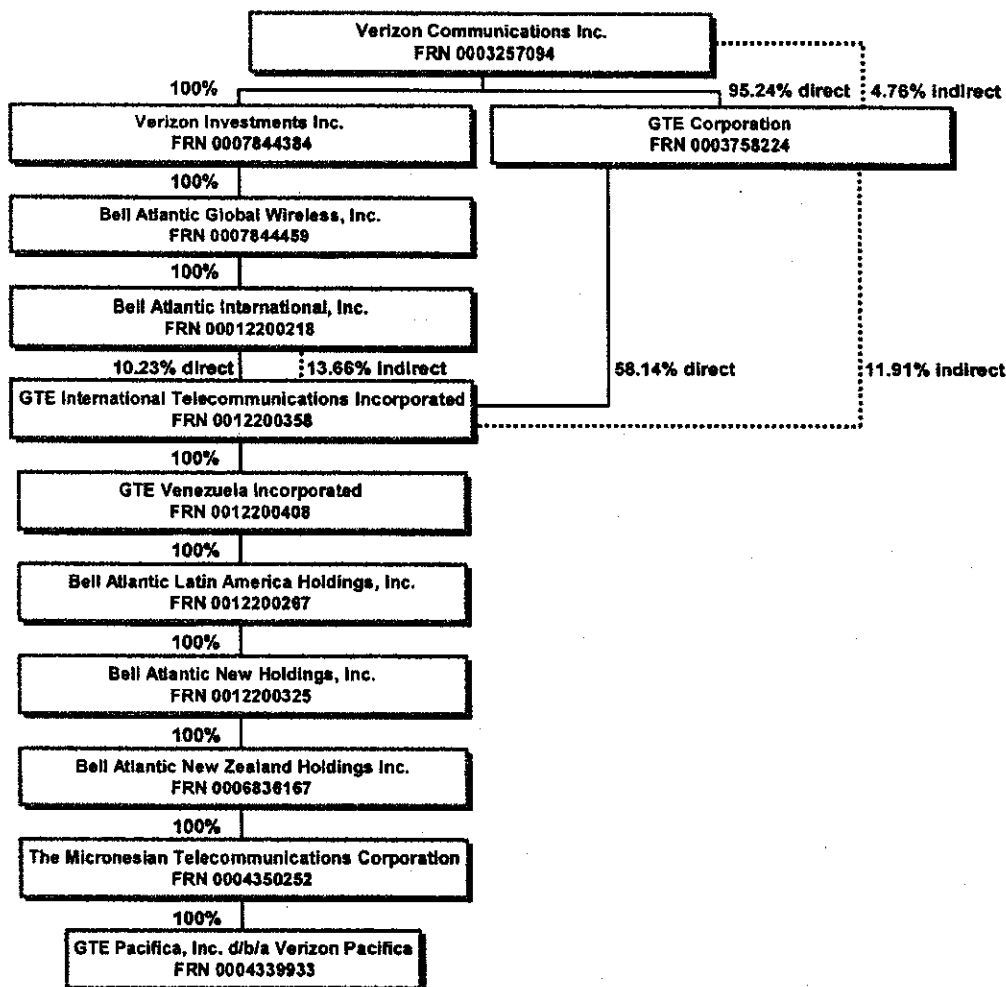 Verizon Communications Inc.
FRN 0003257094
100%
95.24% direct
4.76% indirect
Verizon Investments Inc.
FRN 0007844384
GTE Corporation
FRN 0003758224
100%
Bell Atlantic Global Wireless, Inc.
FRN 0007844459
100%
Bell Atlantic International, Inc.
FRN 00012200218
10.23% direct
13.66% indirect
58.14% direct
11.91% indirect
GTE International Telecommunications Incorporated
FRN 0012200358
100%
GTE Venezuela Incorporated
FRN 0012200408
100%
Bell Atlantic Latin America Holdings, Inc.
FRN 0012200267
100%
Bell Atlantic New Holdings, Inc.
FRN 0012200325
100%
Bell Atlantic New Zealand Holdings Inc.
FRN 0006836167
100%
The Micronesian Telecommunications Corporation
FRN 0004350252
100%
GTE Pacifica, Inc. d/b/a Verizon Pacifica
FRN 0004339933